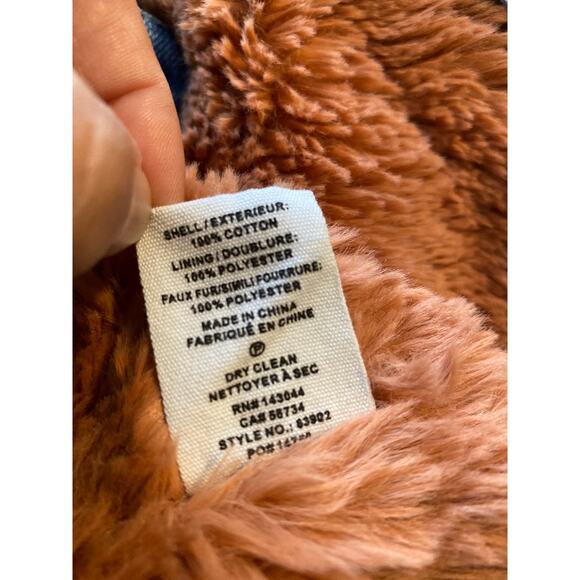 SHELL/EXTERIEUR:
100% COTTON
LINING/DOUBLURE:
100% POLYESTER
FAUX FUR/SIMILI FOURRURE:
100% POLYESTER
MADE IN CHINA
FABRIQUÉ EN CHINE
P
DRY CLEAN
NETTOYER À SEC
RN# 143044
CA# 56734
STYLE NO.: 83902